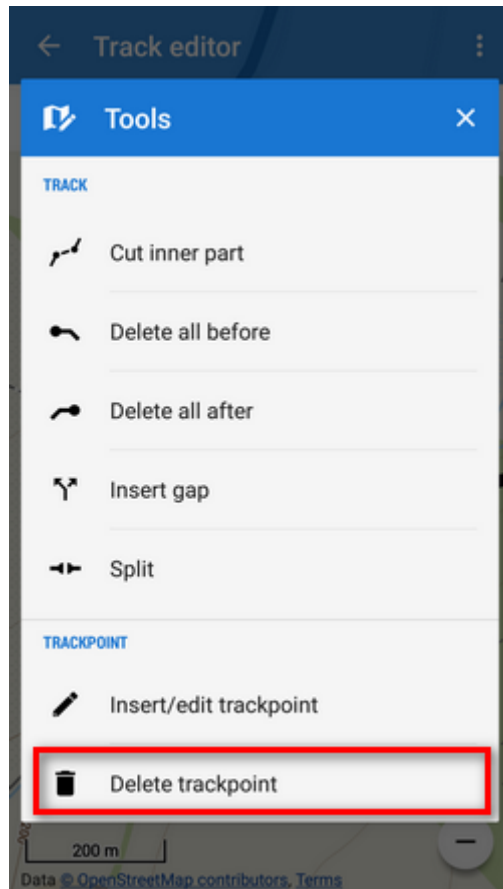 Track editor
Tools
TRACK
Cut inner part
Delete all before
Delete all after
Insert gap
Split
TRACKPOINT
Insert/edit trackpoint
Delete trackpoint
200
200 m
Data © OpenStreetMap contributors, Terms